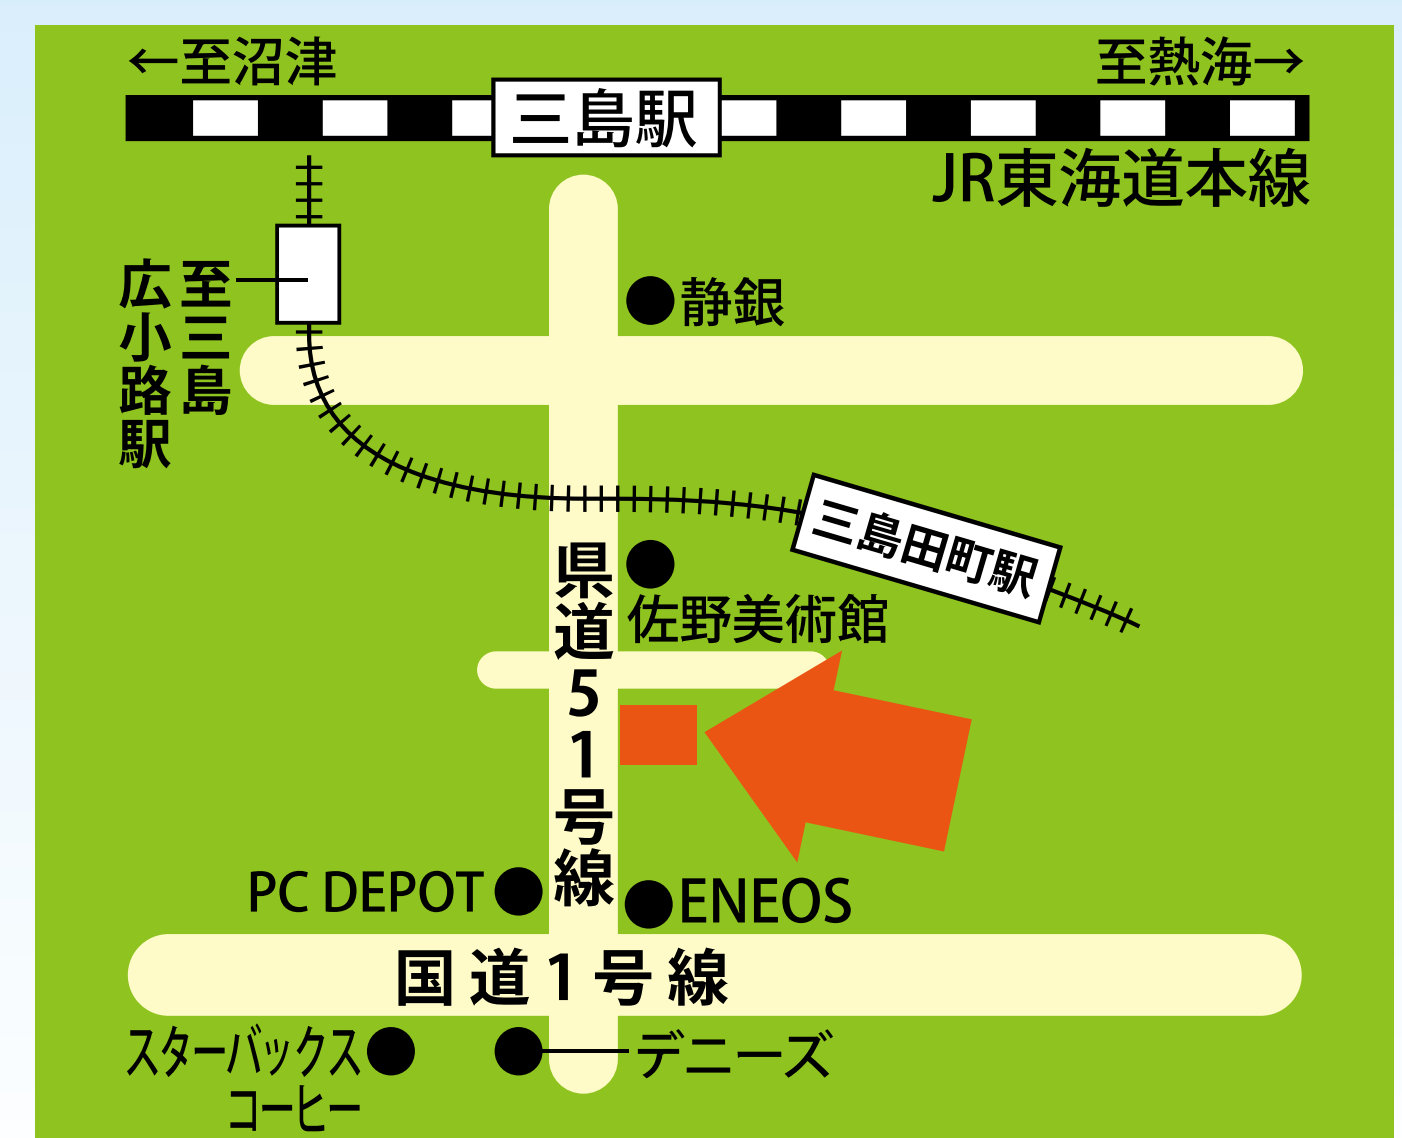 ←至沼津
至熱海→
三島駅
JR東海道本線
静銀
至三島
広小路駅
三島田町駅
佐野美術館
県道51号線
PC DEPOT
ENEOS
国道1号線
スターバックス
コーヒー
デニーズ